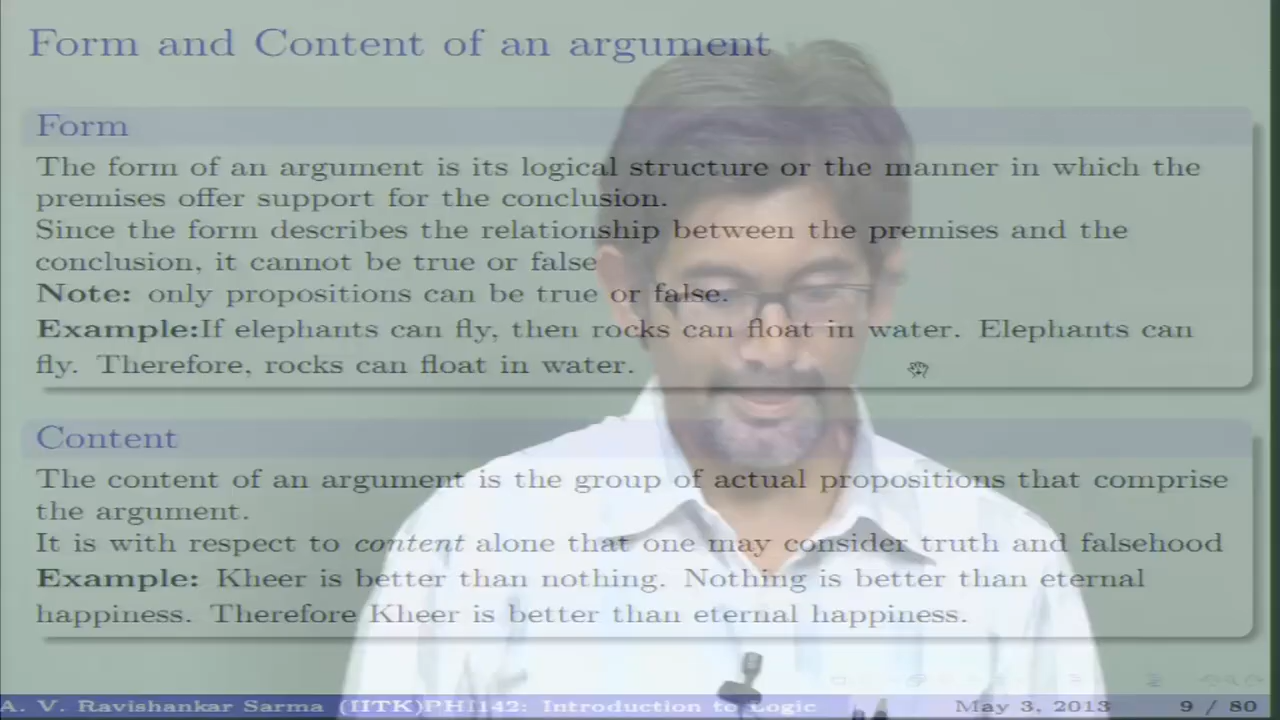 Form and Content of an argument
Form
The form of an argument is its logical structure or the manner in which the
premises offer support for the conclusion.
Since the form describes the relationship between the premises and the
conclusion, it cannot be true or false
Note: only propositions can be true or false.
Example:If elephants can fly, then rocks can float in water. Elephants can
fly. Therefore, rocks can float in water.
Content
The content of an argument is the group of actual propositions that comprise
the argument.
It is with respect to content alone that one may consider truth and falsehood
Example: Kheer is better than nothing. Nothing is better than eternal
happiness. Therefore Kheer is better than eternal happiness.
A. V. Ravishankar Sarma (IITK)PHI142: Introduction to Logic May 3, 2013 9 / 80